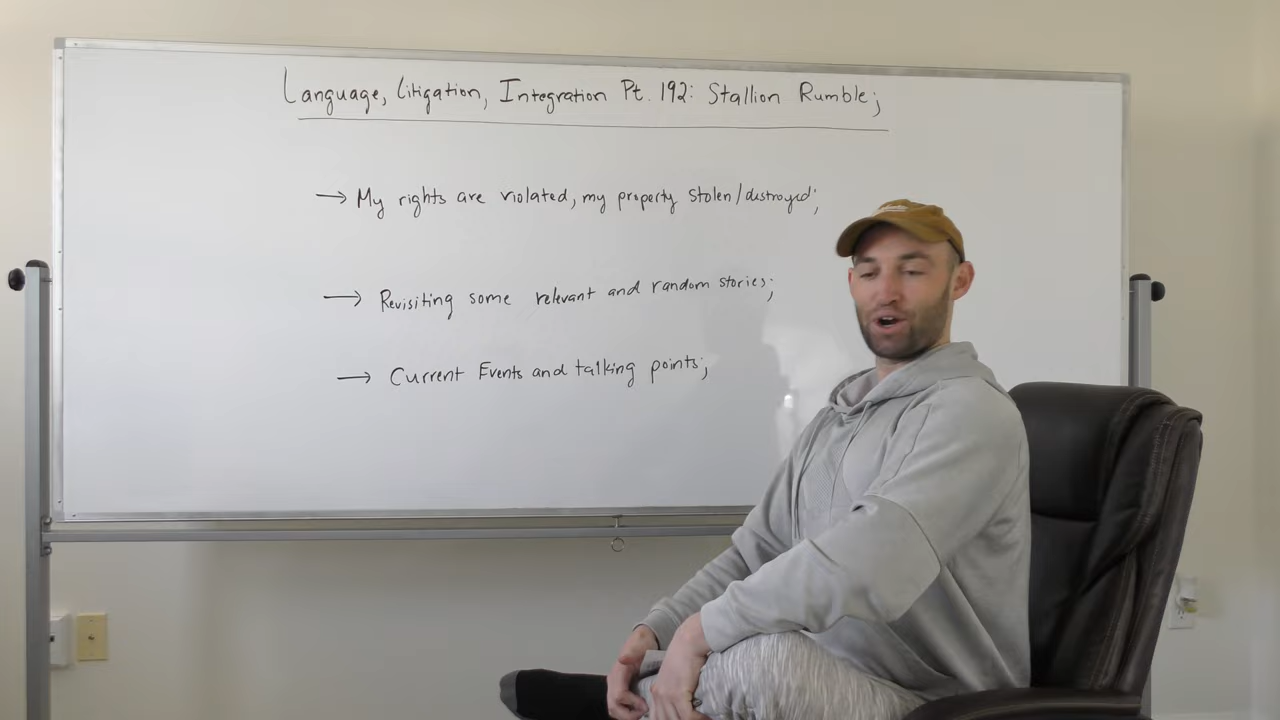 Language, Litigation, Integration Pt. 192: Stallion Rumble;
→ My rights are violated, my property stolen/destroyed;
→ Revisiting some relevant and random stories;
→ Current Events and talking points;